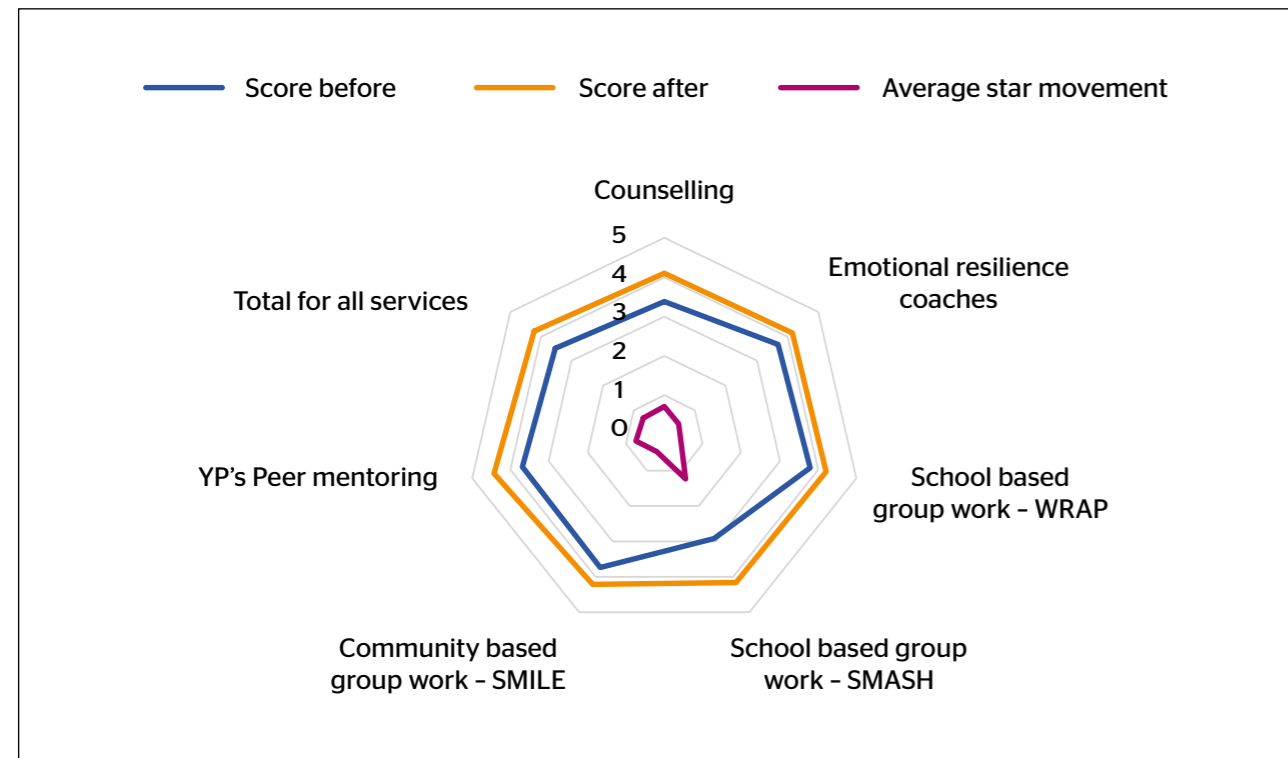 Score before
Score after
Average star movement
Counselling
5
4
3
2
1
0
Emotional resilience
coaches
Total for all services
YP’s Peer mentoring
School based
group work – WRAP
Community based
group work – SMILE
School based group
work – SMASH